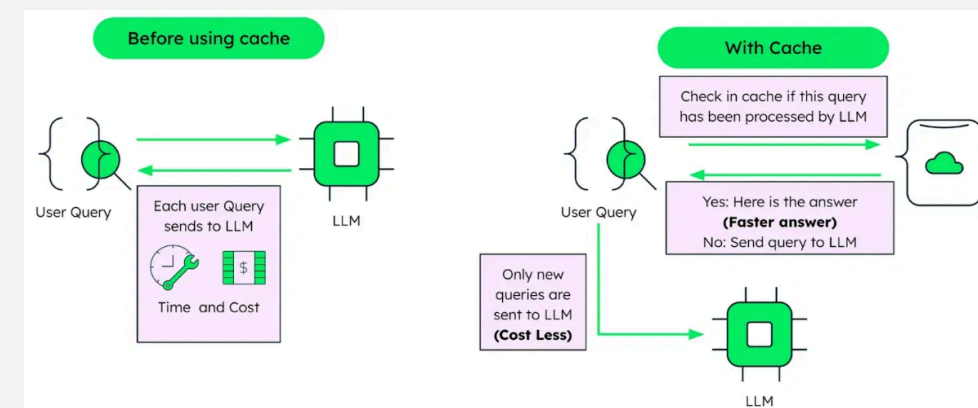 Before using cache
User Query
LLM
Each user Query
sends to LLM
$
Time and Cost
With Cache
Check in cache if this query
has been processed by LLM
User Query
Yes: Here is the answer
(Faster answer)
No: Send query to LLM
Only new
queries are
sent to LLM
(Cost Less)
LLM